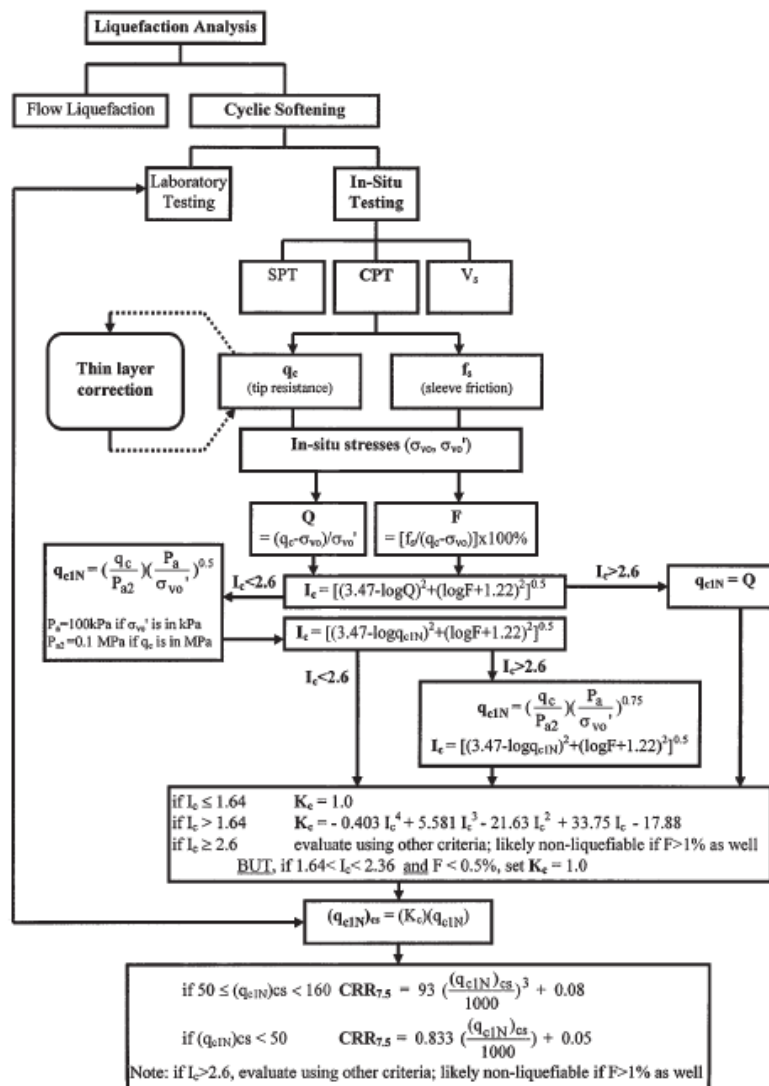 Liquefaction Analysis
Flow Liquefaction
Cyclic Softening
Laboratory
Testing
In-Situ
Testing
SPT
CPT
Vs
Thin layer
correction
qc
(tip resistance)
fs
(sleeve friction)
In-situ stresses (σvo, σvo')
Q
= (qc-σvo)/σvo'
F
= [fs/(qc-σvo)]x100%
qc1N = (qc/Pa2)(Pa/σvo')^0.5
Pa=100kPa if σvo' is in kPa
Pa2=0.1 MPa if qc is in MPa
Ic<2.6
Ic = [(3.47-logQ)²+(logF+1.22)²]^0.5
Ic>2.6
qc1N = Q
Ic = [(3.47-logqc1N)²+(logF+1.22)²]^0.5
Ic<2.6
Ic>2.6
qc1N = (qc/Pa2)(Pa/σvo')^0.75
Ic = [(3.47-logqc1N)²+(logF+1.22)²]^0.5
if Ic ≤ 1.64 Kc = 1.0
if Ic > 1.64 Kc = - 0.403 Ic⁴ + 5.581 Ic³ - 21.63 Ic² + 33.75 Ic - 17.88
if Ic ≥ 2.6 evaluate using other criteria; likely non-liquefiable if F>1% as well
BUT, if 1.64< Ic< 2.36 and F < 0.5%, set Kc = 1.0
(qc1N)cs = (Kc)(qc1N)
if 50 ≤ (qc1N)cs < 160 CRR7.5 = 93 ((qc1N)cs/1000)³ + 0.08
if (qc1N)cs < 50 CRR7.5 = 0.833 ((qc1N)cs/1000) + 0.05
Note: if Ic>2.6, evaluate using other criteria; likely non-liquefiable if F>1% as well